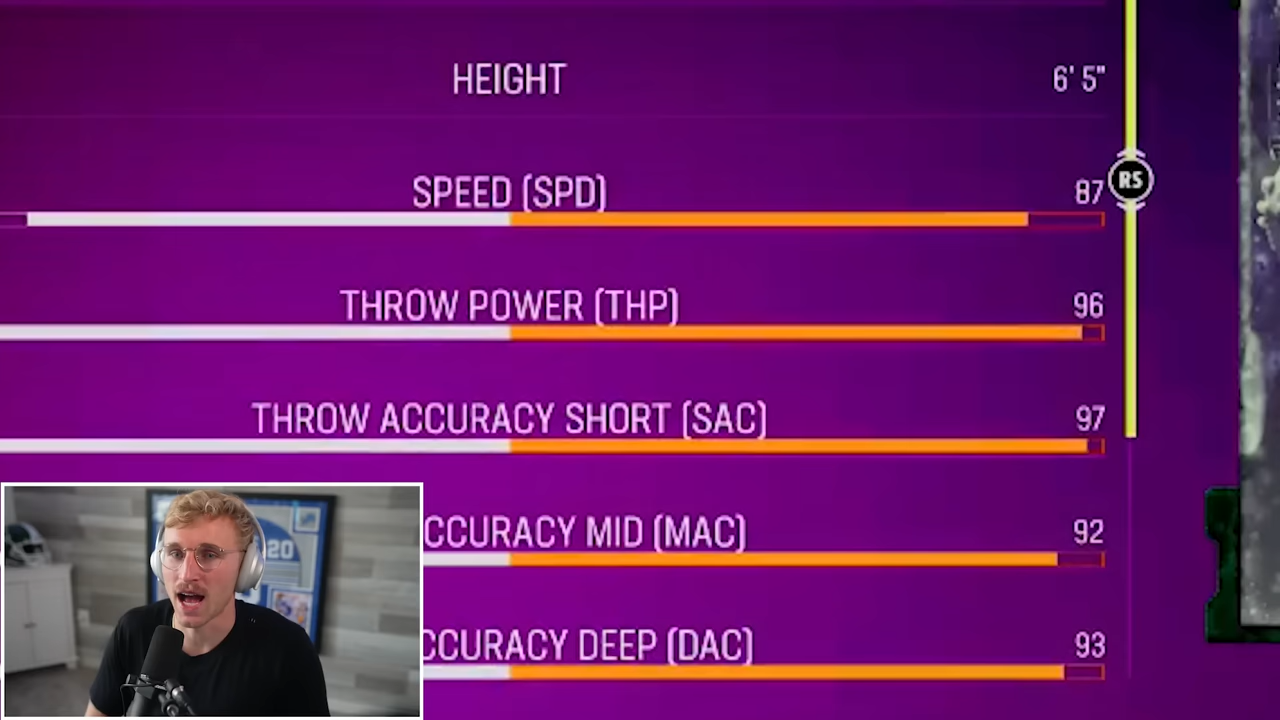 HEIGHT 6' 5"
SPEED (SPD) 87
RS
THROW POWER (THP) 96
THROW ACCURACY SHORT (SAC) 97
CCURACY MID (MAC) 92
20
CCURACY DEEP (DAC) 93